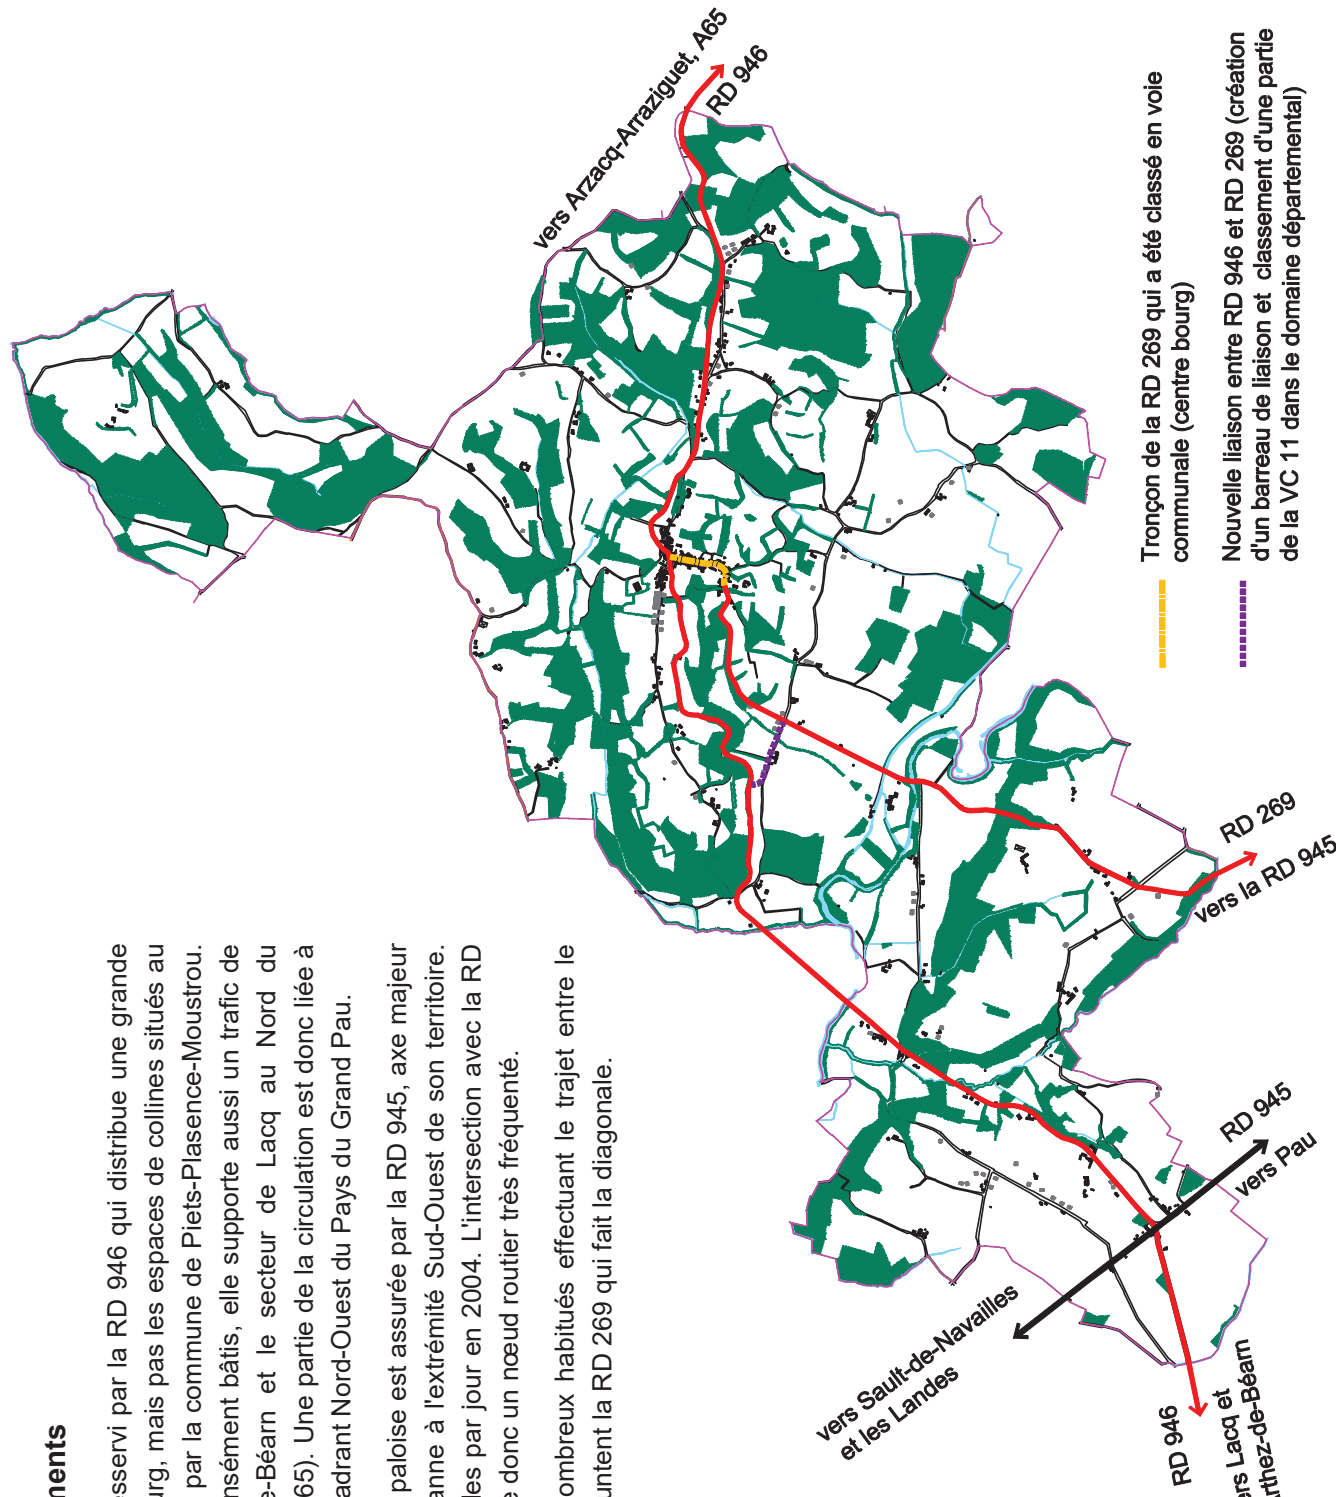 ments
esservi par la RD 946 qui distribue une grande
urg, mais pas les espaces de collines situés au
par la commune de Piets-Plasence-Moustrou.
nsément bâtis, elle supporte aussi un trafic de
e-Béarn et le secteur de Lacq au Nord du
65). Une partie de la circulation est donc liée à
adrant Nord-Ouest du Pays du Grand Pau.
paloise est assurée par la RD 945, axe majeur
anne à l'extrémité Sud-Ouest de son territoire.
les par jour en 2004. L'intersection avec la RD
e donc un nœud routier très fréquenté.
ombreux habitués effectuant le trajet entre le
untent la RD 269 qui fait la diagonale.
vers Arzacq-Arraziguet, A65
RD 946
Tronçon de la RD 269 qui a été classé en voie
communale (centre bourg)
Nouvelle liaison entre RD 946 et RD 269 (création
d'un barreau de liaison et classement d'une partie
de la VC 11 dans le domaine départemental)
RD 269
vers la RD 945
RD 945
vers Pau
vers Sault-de-Navailles
et les Landes
RD 946
ers Lacq et
rthez-de-Béarn